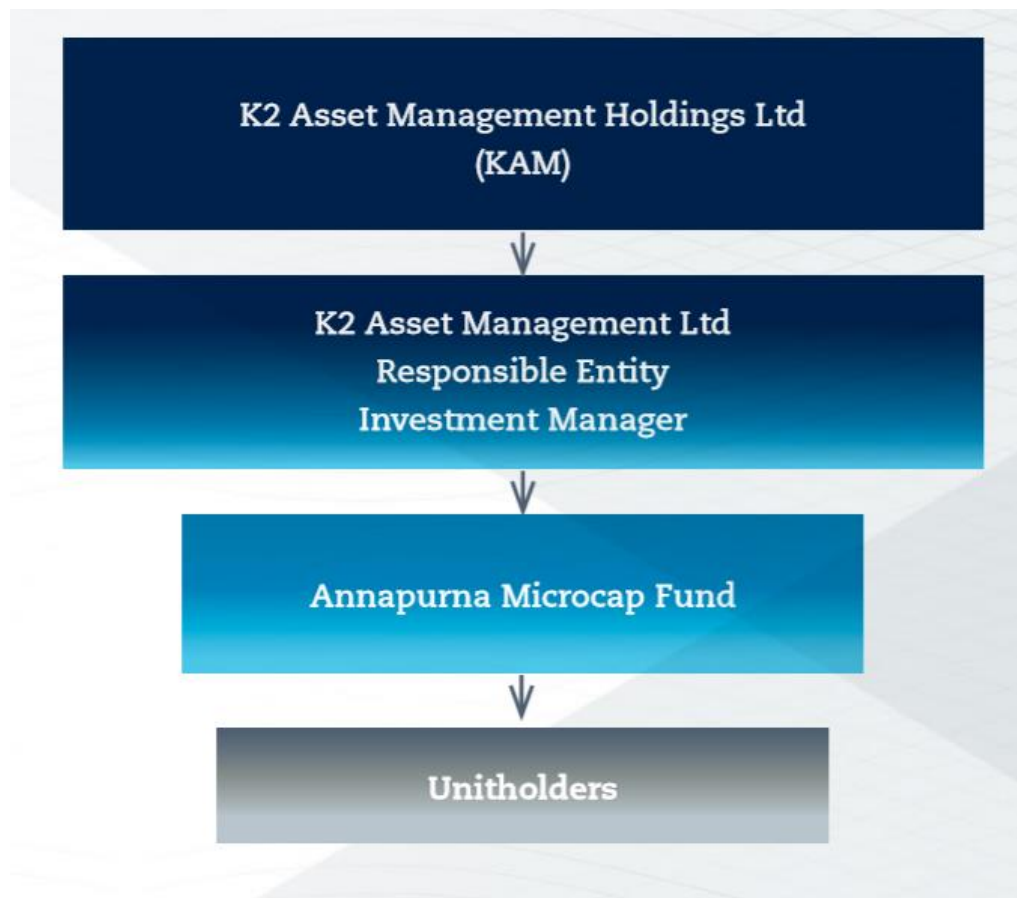 K2 Asset Management Holdings Ltd
(KAM)
K2 Asset Management Ltd
Responsible Entity
Investment Manager
Annapurna Microcap Fund
Unitholders